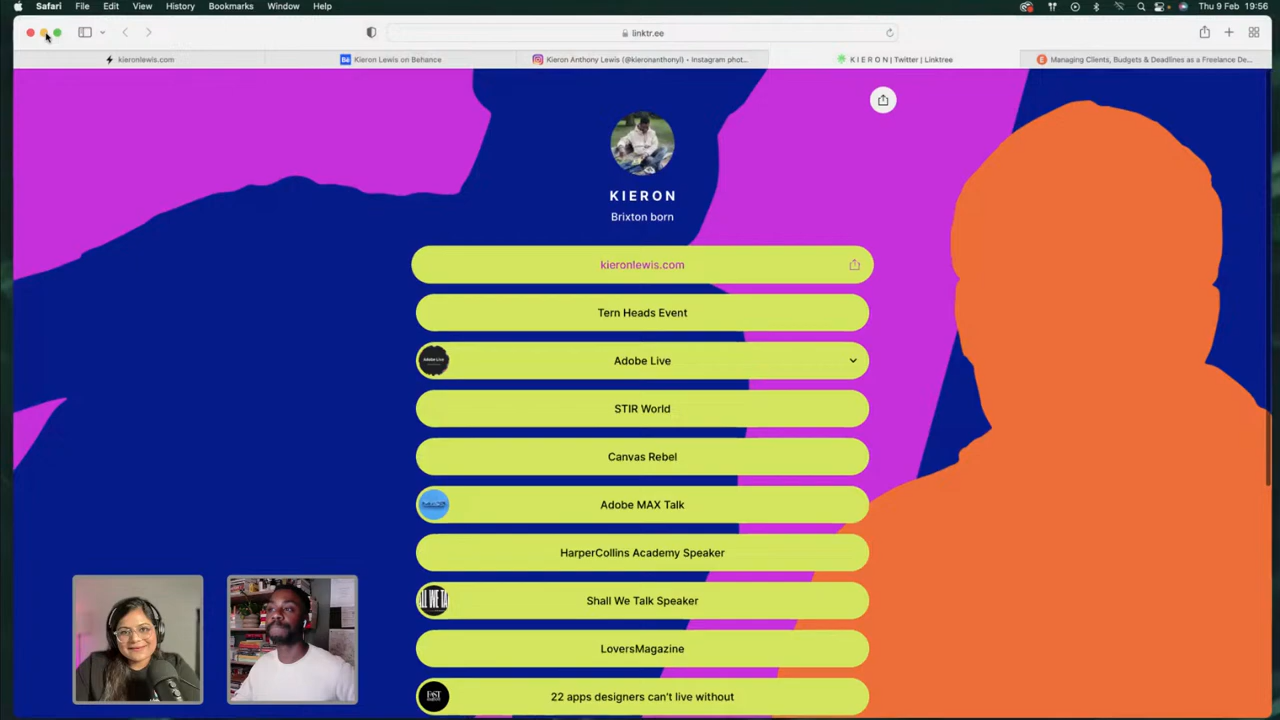 Safari File Edit View History Bookmarks Window Help Thu 9 Feb 19:56
linktr.ee
kieronlewis.com Kieron Lewis on Behance Kieron Anthony Lewis (@kieronanthonyl) • Instagram phot... K I E R O N | Twitter | Linktree Managing Clients, Budgets & Deadlines as a Freelance De...
K I E R O N
Brixton born
kieronlewis.com
Tern Heads Event
Adobe Live
STIR World
Canvas Rebel
Adobe MAX Talk
HarperCollins Academy Speaker
Shall We Talk Speaker
LoversMagazine
22 apps designers can't live without